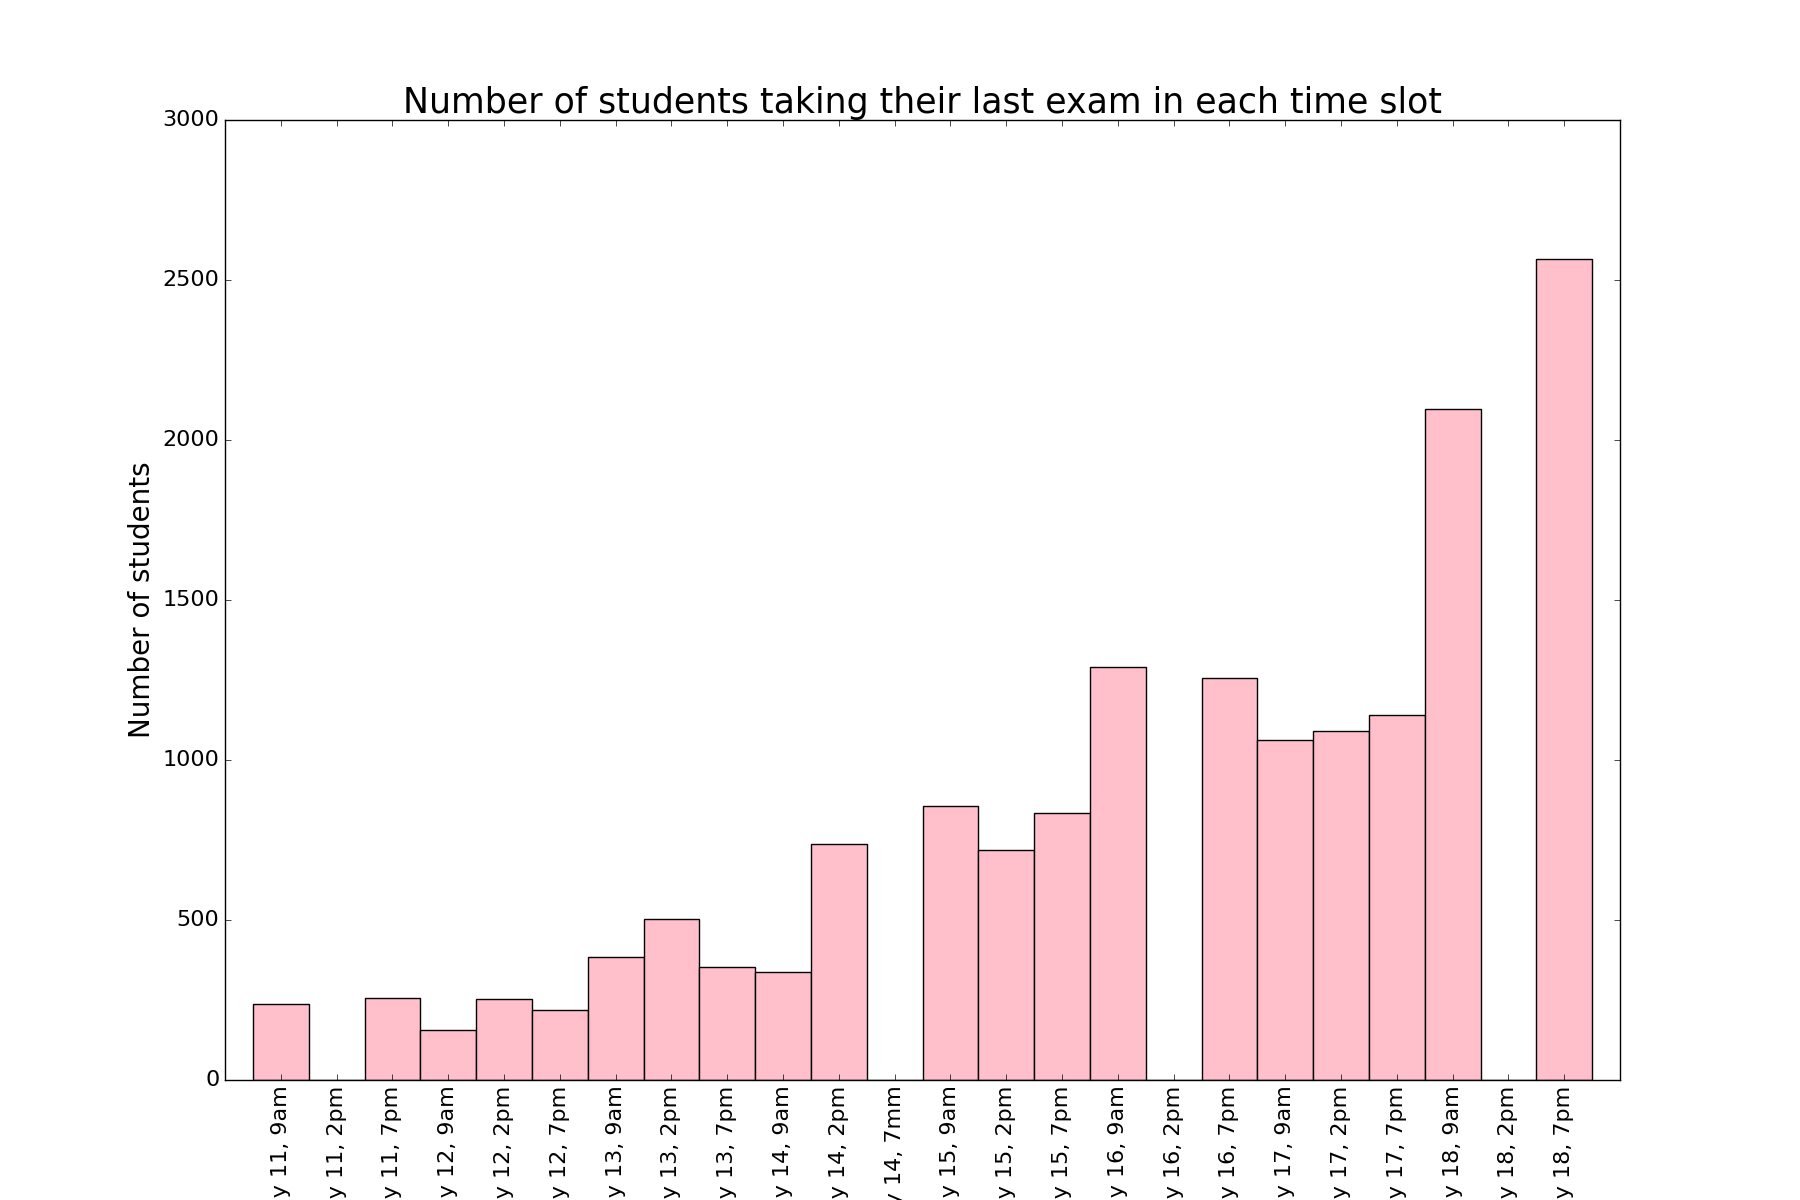 Number of students taking their last exam in each time slot
Number of students
3000
2500
2000
1500
1000
500
0
y 11, 9am
y 11, 2pm
y 11, 7pm
y 12, 9am
y 12, 2pm
y 12, 7pm
y 13, 9am
y 13, 2pm
y 13, 7pm
y 14, 9am
y 14, 2pm
y 14, 7mm
y 15, 9am
y 15, 2pm
y 15, 7pm
y 16, 9am
y 16, 2pm
y 16, 7pm
y 17, 9am
y 17, 2pm
y 17, 7pm
y 18, 9am
y 18, 2pm
y 18, 7pm